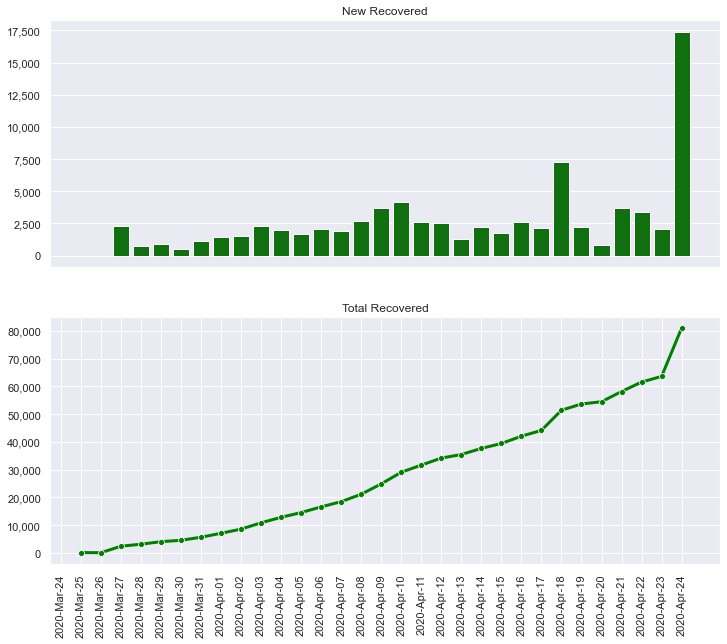 New Recovered
17,500
15,000
12,500
10,000
7,500
5,000
2,500
0
Total Recovered
80,000
70,000
60,000
50,000
40,000
30,000
20,000
10,000
0
2020-Mar-24
2020-Mar-25
2020-Mar-26
2020-Mar-27
2020-Mar-28
2020-Mar-29
2020-Mar-30
2020-Mar-31
2020-Apr-01
2020-Apr-02
2020-Apr-03
2020-Apr-04
2020-Apr-05
2020-Apr-06
2020-Apr-07
2020-Apr-08
2020-Apr-09
2020-Apr-10
2020-Apr-11
2020-Apr-12
2020-Apr-13
2020-Apr-14
2020-Apr-15
2020-Apr-16
2020-Apr-17
2020-Apr-18
2020-Apr-19
2020-Apr-20
2020-Apr-21
2020-Apr-22
2020-Apr-23
2020-Apr-24